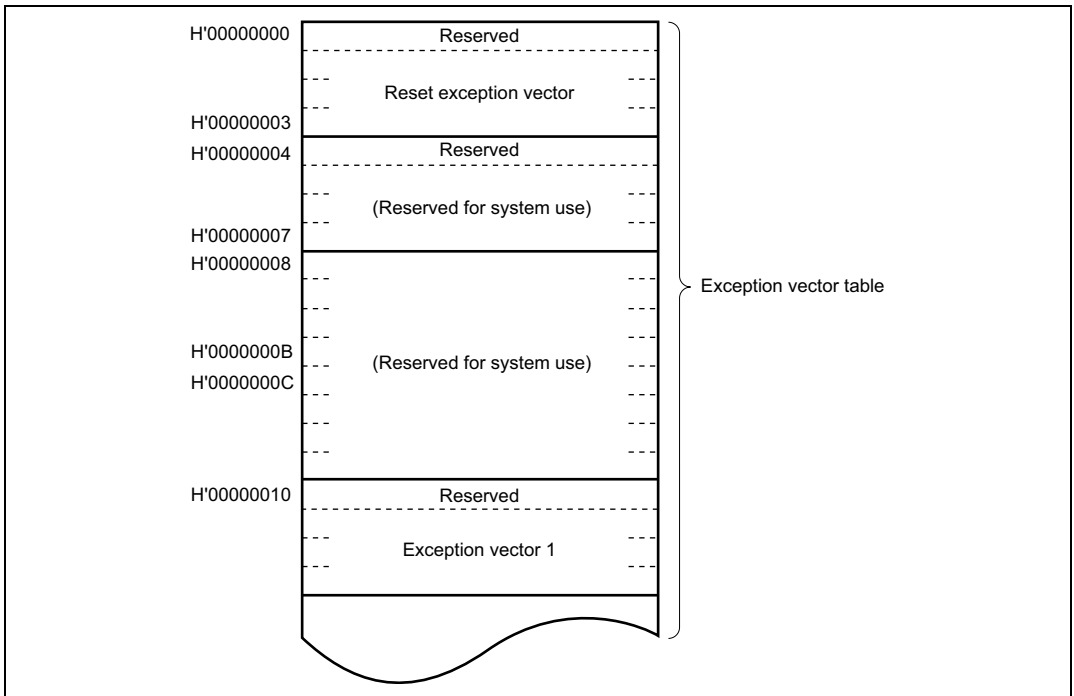 H'00000000 Reserved
Reset exception vector
H'00000003
H'00000004 Reserved
(Reserved for system use)
H'00000007
H'00000008
Exception vector table
H'0000000B
(Reserved for system use)
H'0000000C
H'00000010 Reserved
Exception vector 1